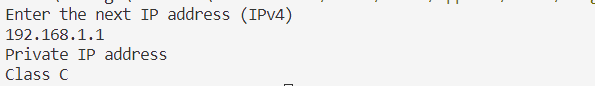 Enter the next IP address (IPv4)
192.168.1.1
Private IP address
Class C